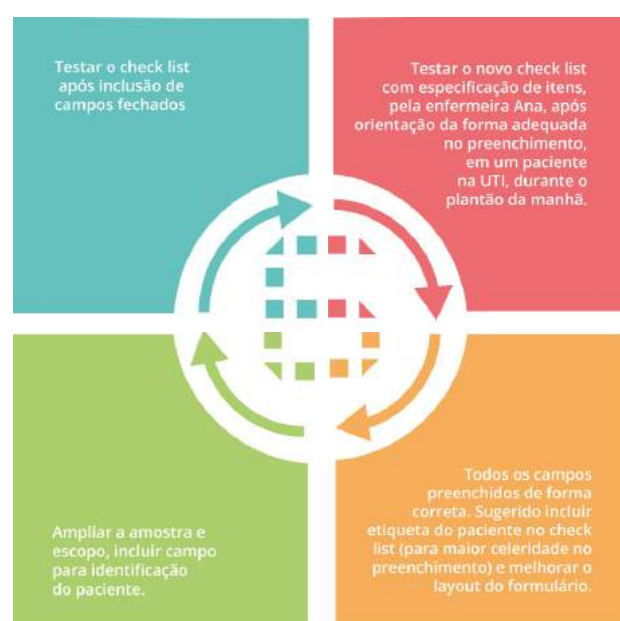 Testar o check list
após inclusão de
campos fechados
Testar o novo check list
com especificação de itens,
pela enfermeira Ana, após
orientação da forma adequada
no preenchimento,
em um paciente
na UTI, durante o
plantão da manhã.
Todos os campos
preenchidos de forma
correta. Sugerido incluir
etiqueta do paciente no check
list (para maior celeridade no
preenchimento) e melhorar o
layout do formulário.
Ampliar a amostra e
escopo, incluir campo
para identificação
do paciente.